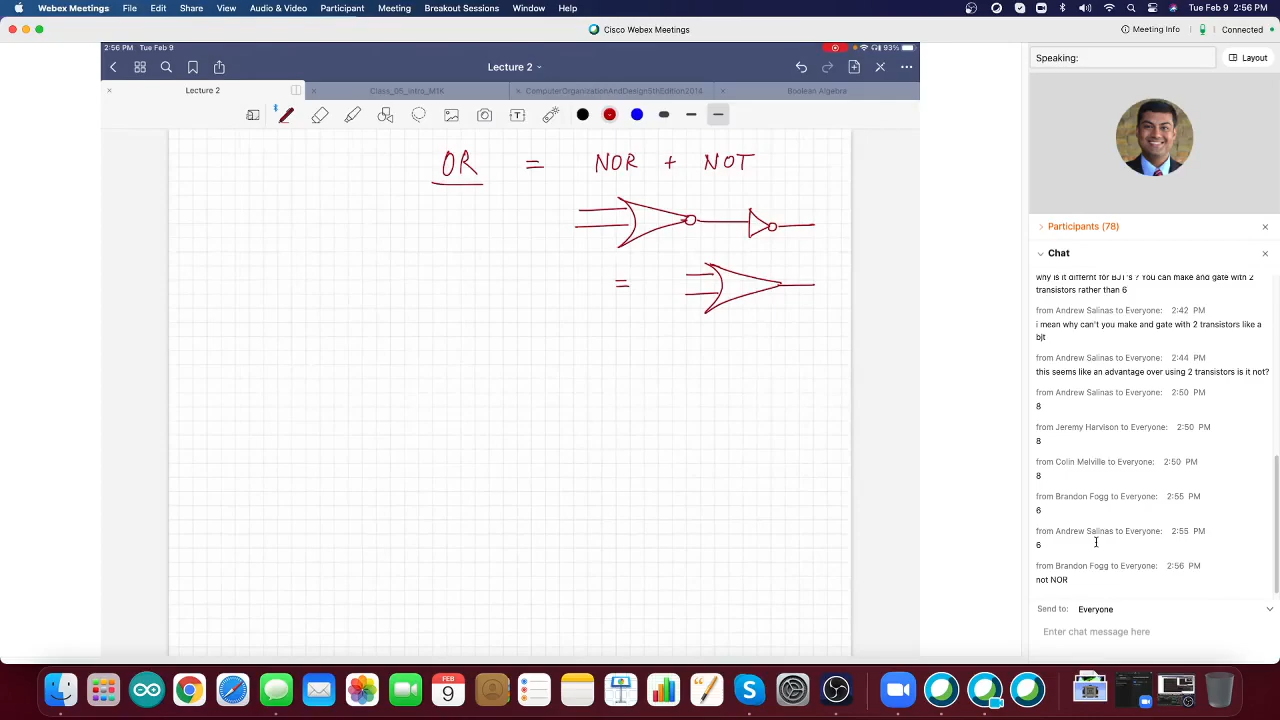 Webex Meetings File Edit Share View Audio & Video Participant Meeting Breakout Sessions Window Help Tue Feb 9 2:56 PM
Cisco Webex Meetings
Meeting Info Connected
2:56 PM Tue Feb 9
93%
Lecture 2
Lecture 2 Class_05_intro_M1K ComputerOrganizationAndDesign5thEdition2014 Boolean Algebra
OR = NOR + NOT
=
Speaking:
Layout
Participants (78)
Chat
why is it differnt for BJT's ? You can make and gate with 2
transistors rather than 6
from Andrew Salinas to Everyone: 2:42 PM
i mean why can't you make and gate with 2 transistors like a
bjt
from Andrew Salinas to Everyone: 2:44 PM
this seems like an advantage over using 2 transistors is it not?
from Andrew Salinas to Everyone: 2:50 PM
8
from Jeremy Harvison to Everyone: 2:50 PM
8
from Colin Melville to Everyone: 2:50 PM
8
from Brandon Fogg to Everyone: 2:55 PM
6
from Andrew Salinas to Everyone: 2:55 PM
6
from Brandon Fogg to Everyone: 2:56 PM
not NOR
Send to: Everyone
Enter chat message here
FEB
9